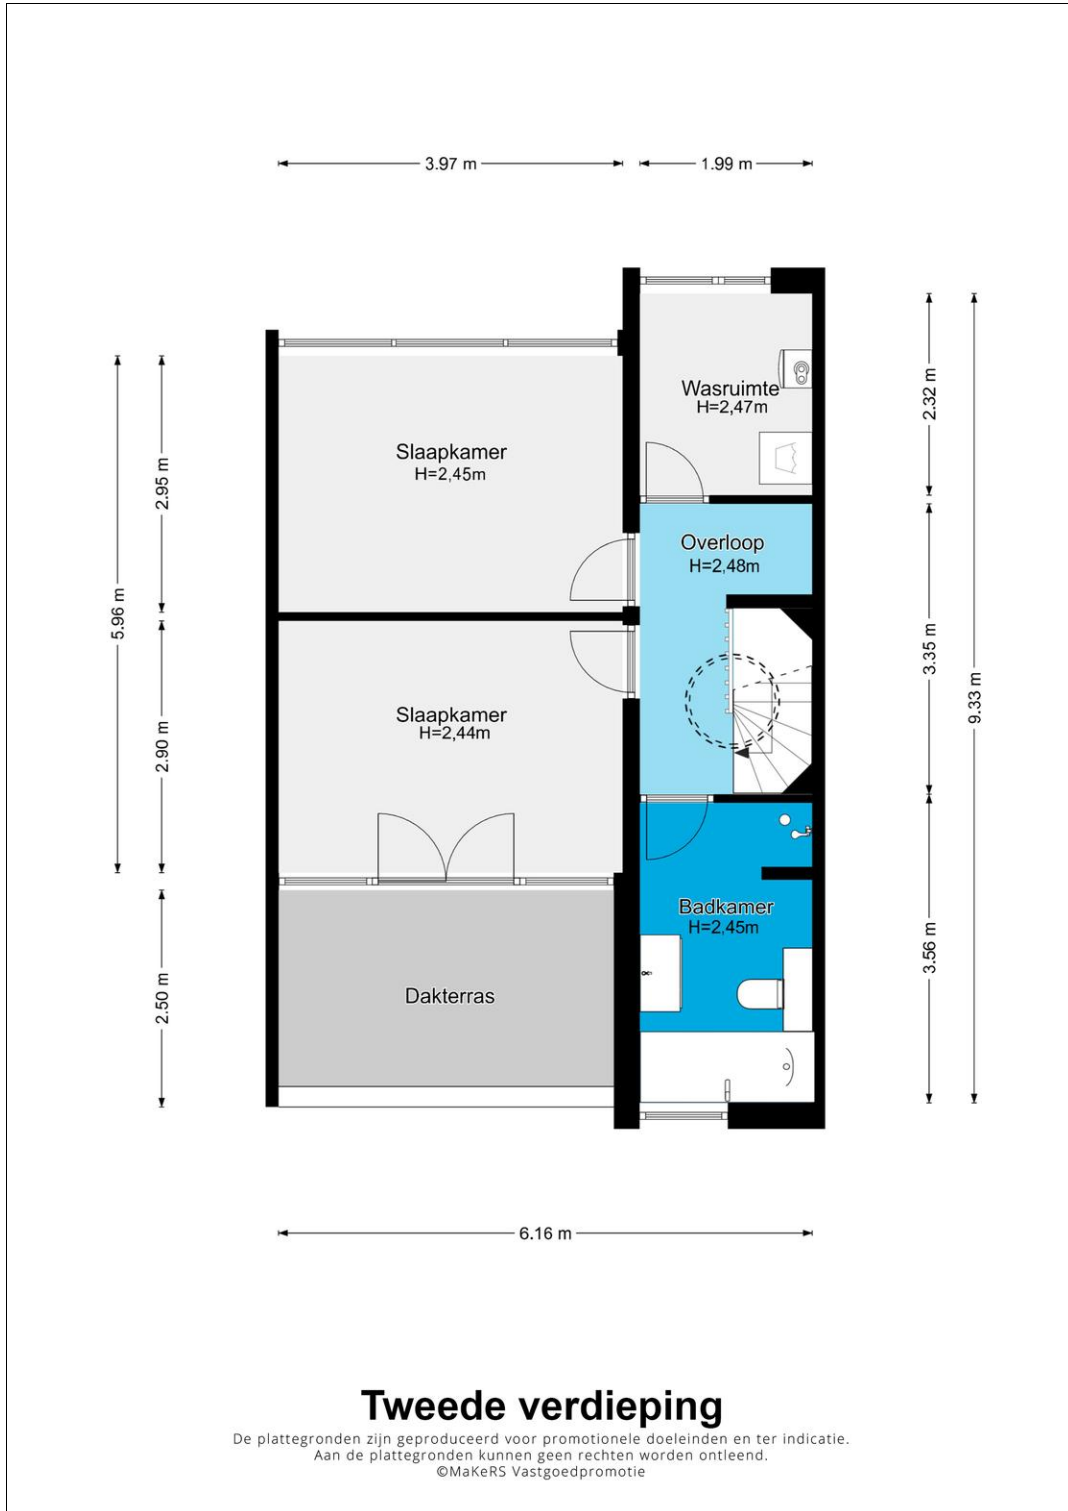 3.97 m
1.99 m
Wasruimte
H=2,47m
2.32 m
Slaapkamer
H=2,45m
2.95 m
Overloop
H=2,48m
5.96 m
3.35 m
9.33 m
Slaapkamer
H=2,44m
2.90 m
Badkamer
H=2,45m
3.56 m
Dakterras
2.50 m
6.16 m
Tweede verdieping
De plattegronden zijn geproduceerd voor promotionele doeleinden en ter indicatie.
Aan de plattegronden kunnen geen rechten worden ontleend.
©MaKeRS Vastgoedpromotie